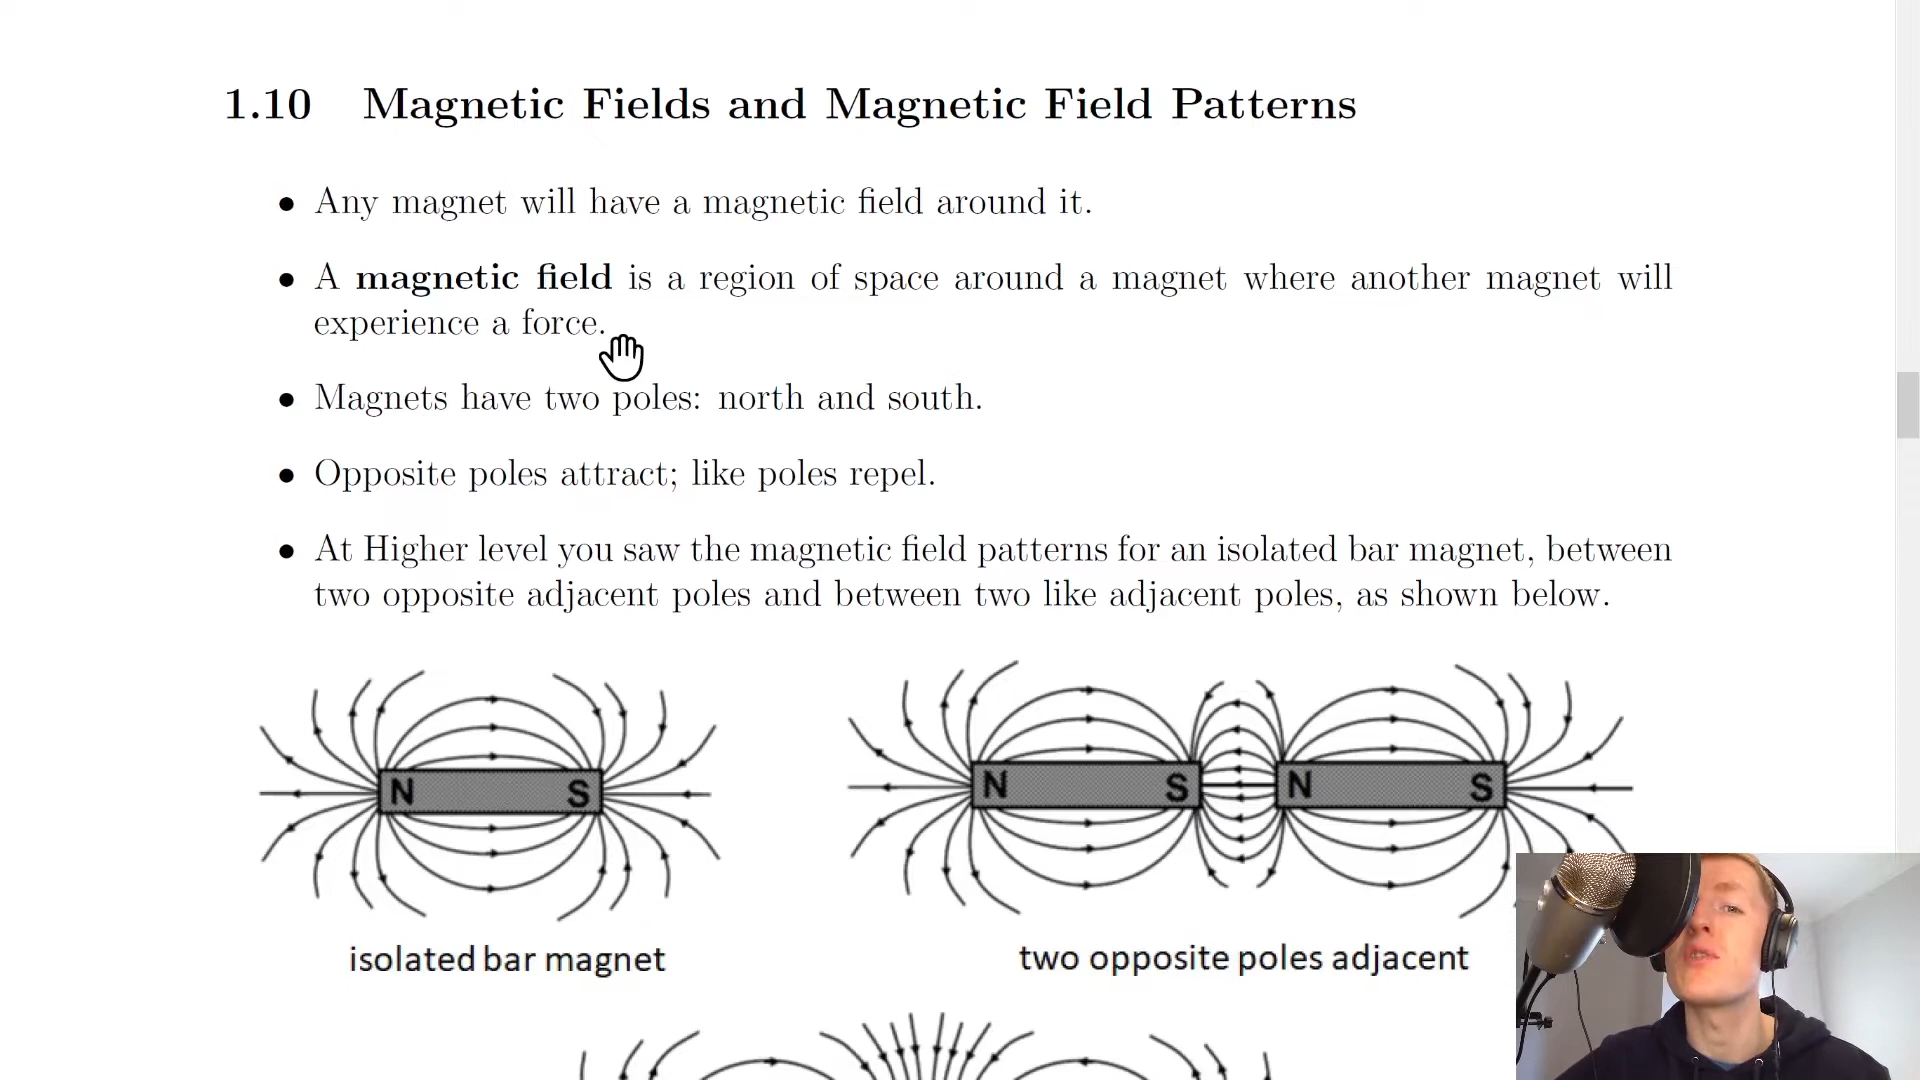 1.10 Magnetic Fields and Magnetic Field Patterns
• Any magnet will have a magnetic field around it.
• A magnetic field is a region of space around a magnet where another magnet will
experience a force.
• Magnets have two poles: north and south.
• Opposite poles attract; like poles repel.
• At Higher level you saw the magnetic field patterns for an isolated bar magnet, between
two opposite adjacent poles and between two like adjacent poles, as shown below.
N S
N S N S
isolated bar magnet
two opposite poles adjacent